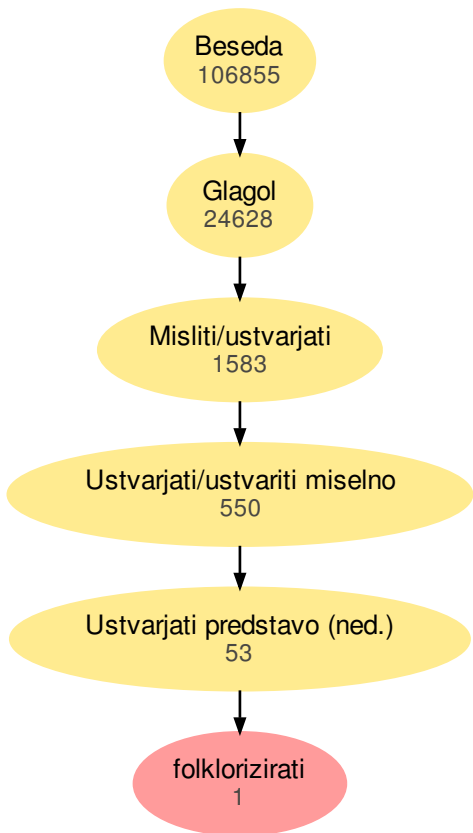 Beseda
106855
Glagol
24628
Misliti/ustvarjati
1583
Ustvarjati/ustvariti miselno
550
Ustvarjati predstavo (ned.)
53
folklorizirati
1